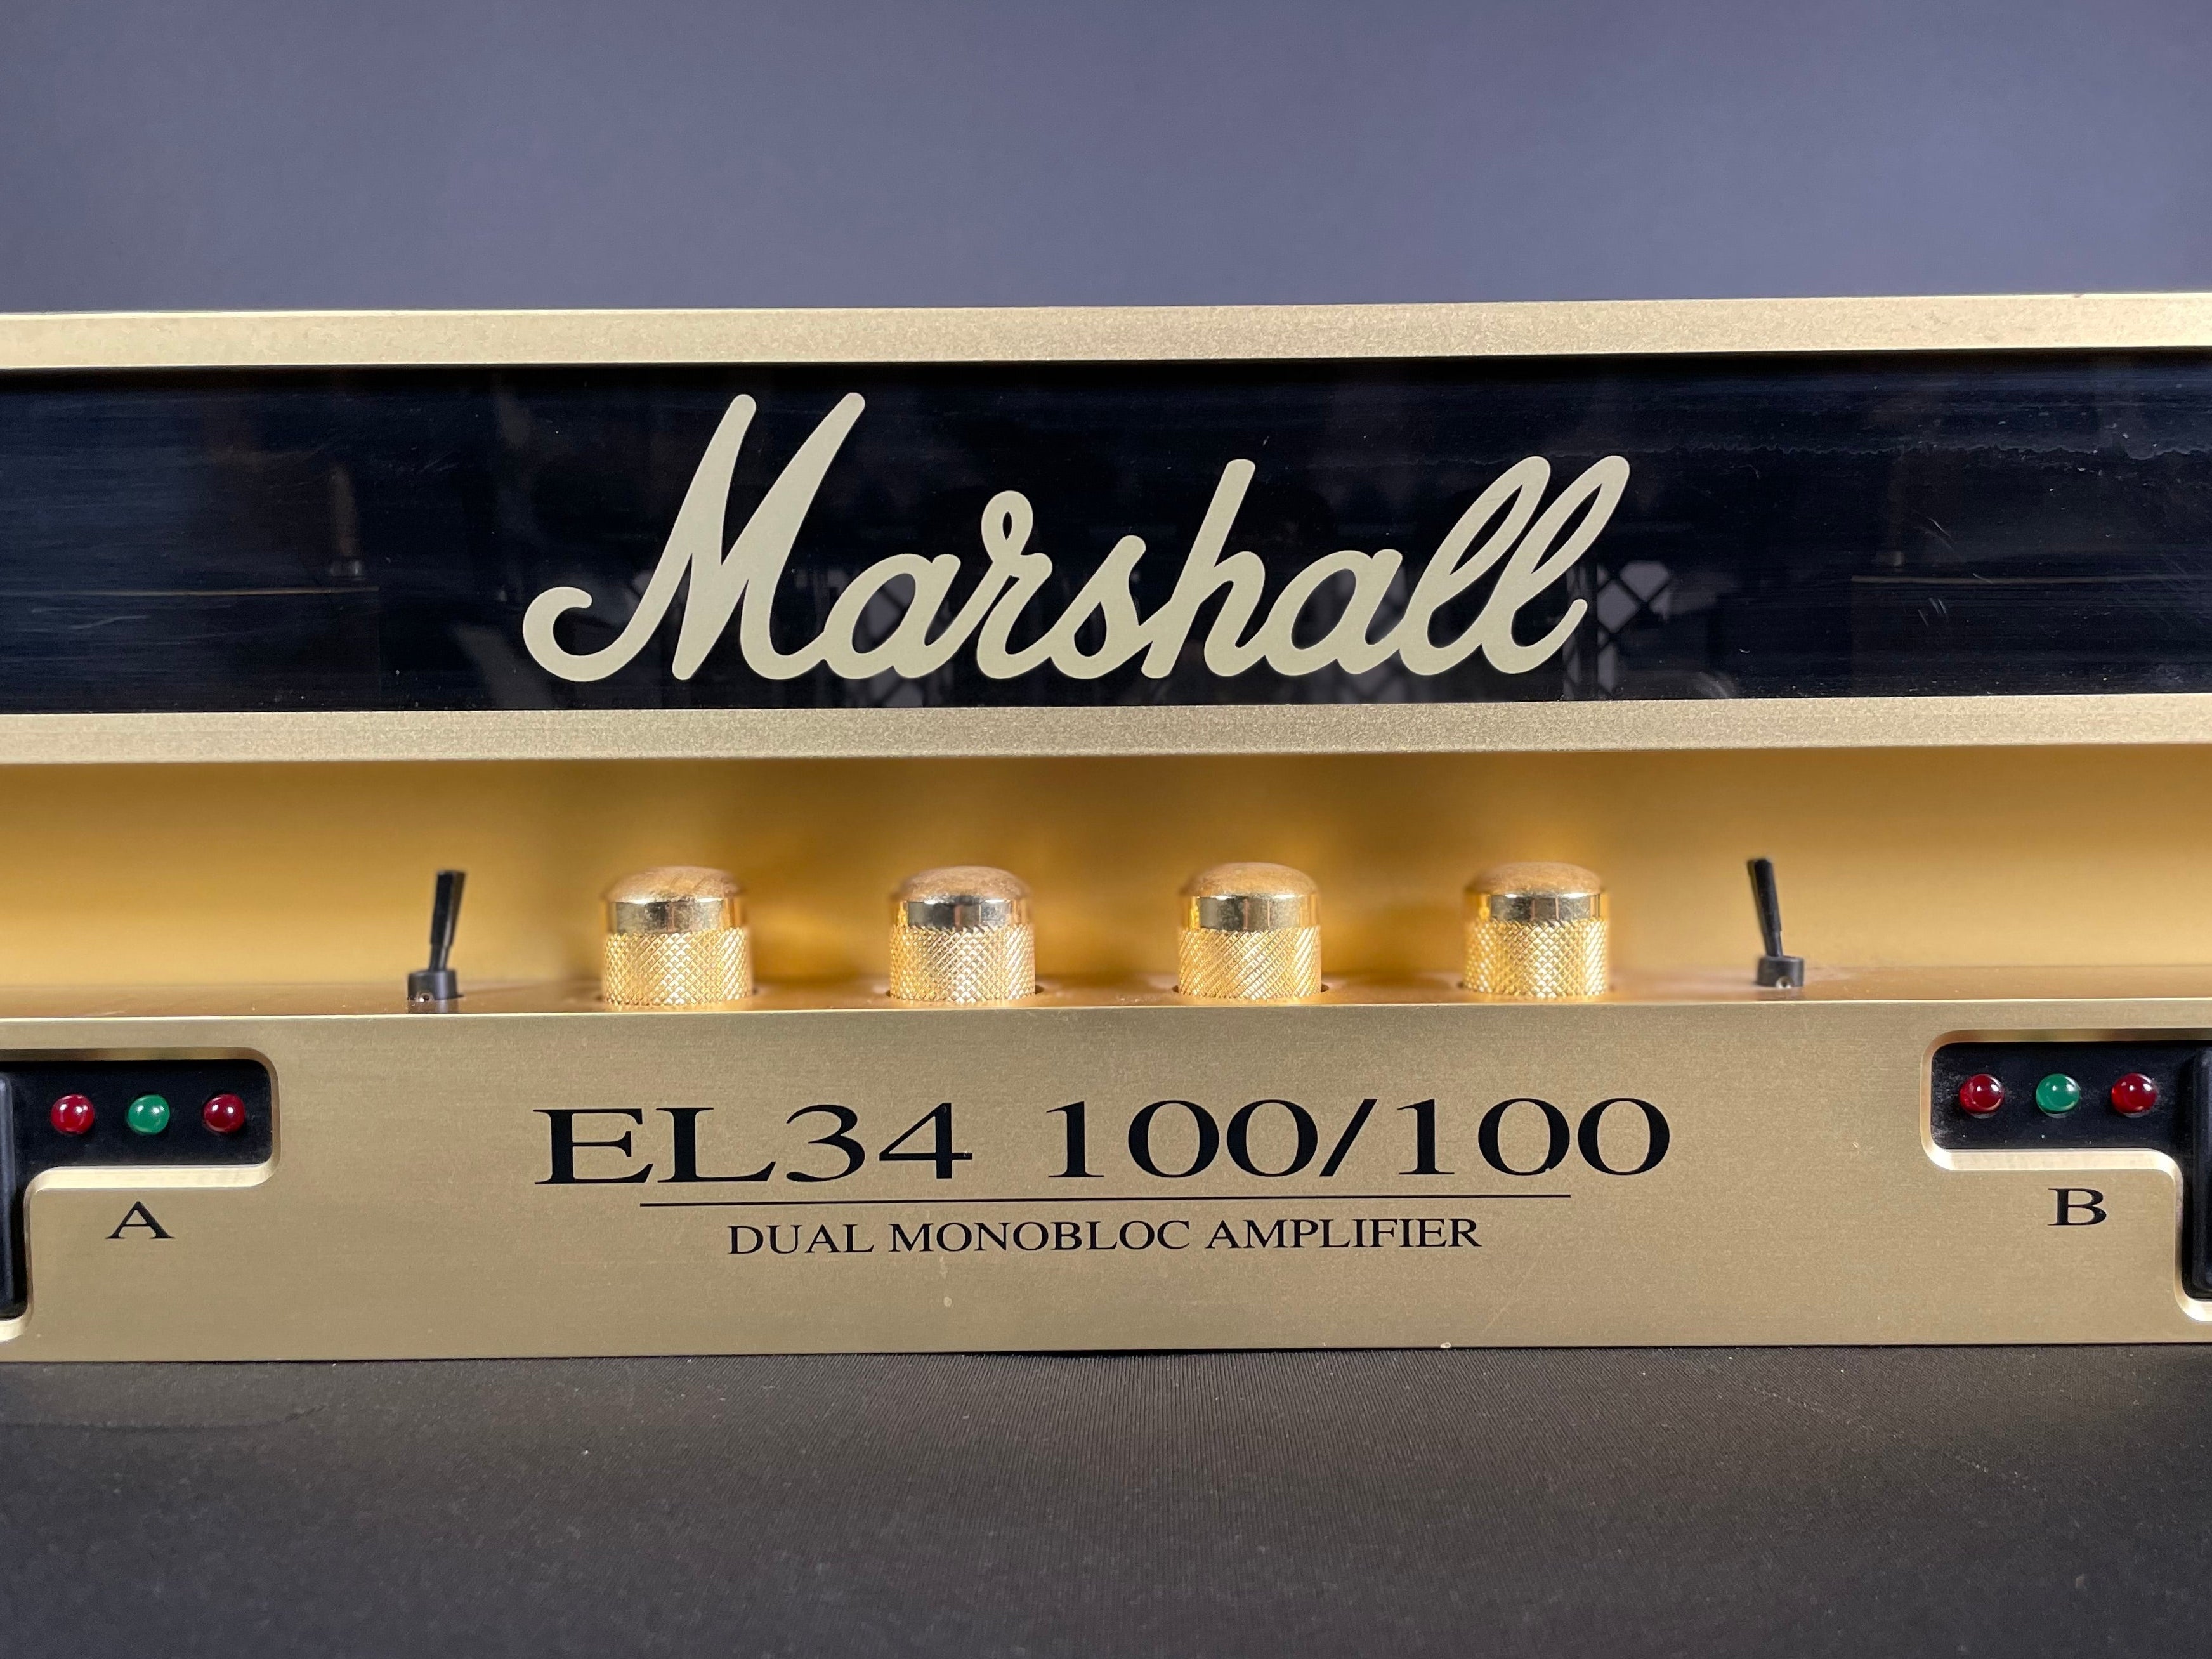 Marshall
EL34 100/100
DUAL MONOBLOC AMPLIFIER
A
B